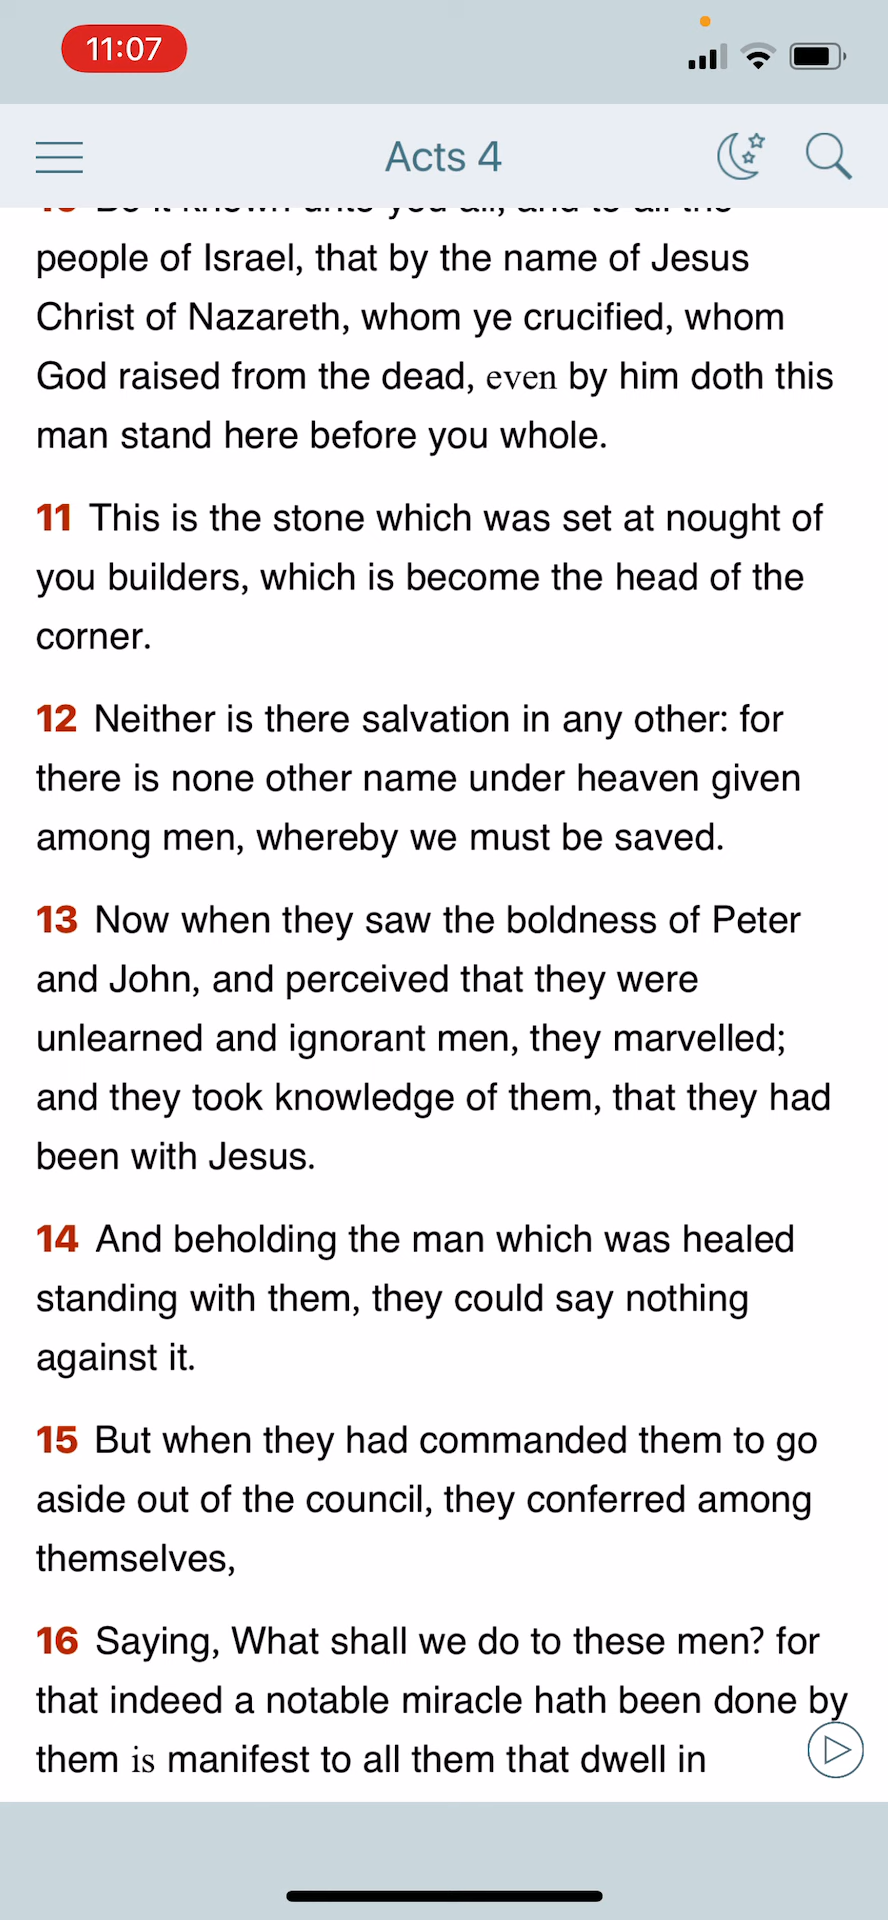 11:07
Acts 4
people of Israel, that by the name of Jesus
Christ of Nazareth, whom ye crucified, whom
God raised from the dead, even by him doth this
man stand here before you whole.
11 This is the stone which was set at nought of
you builders, which is become the head of the
corner.
12 Neither is there salvation in any other: for
there is none other name under heaven given
among men, whereby we must be saved.
13 Now when they saw the boldness of Peter
and John, and perceived that they were
unlearned and ignorant men, they marvelled;
and they took knowledge of them, that they had
been with Jesus.
14 And beholding the man which was healed
standing with them, they could say nothing
against it.
15 But when they had commanded them to go
aside out of the council, they conferred among
themselves,
16 Saying, What shall we do to these men? for
that indeed a notable miracle hath been done by
them is manifest to all them that dwell in